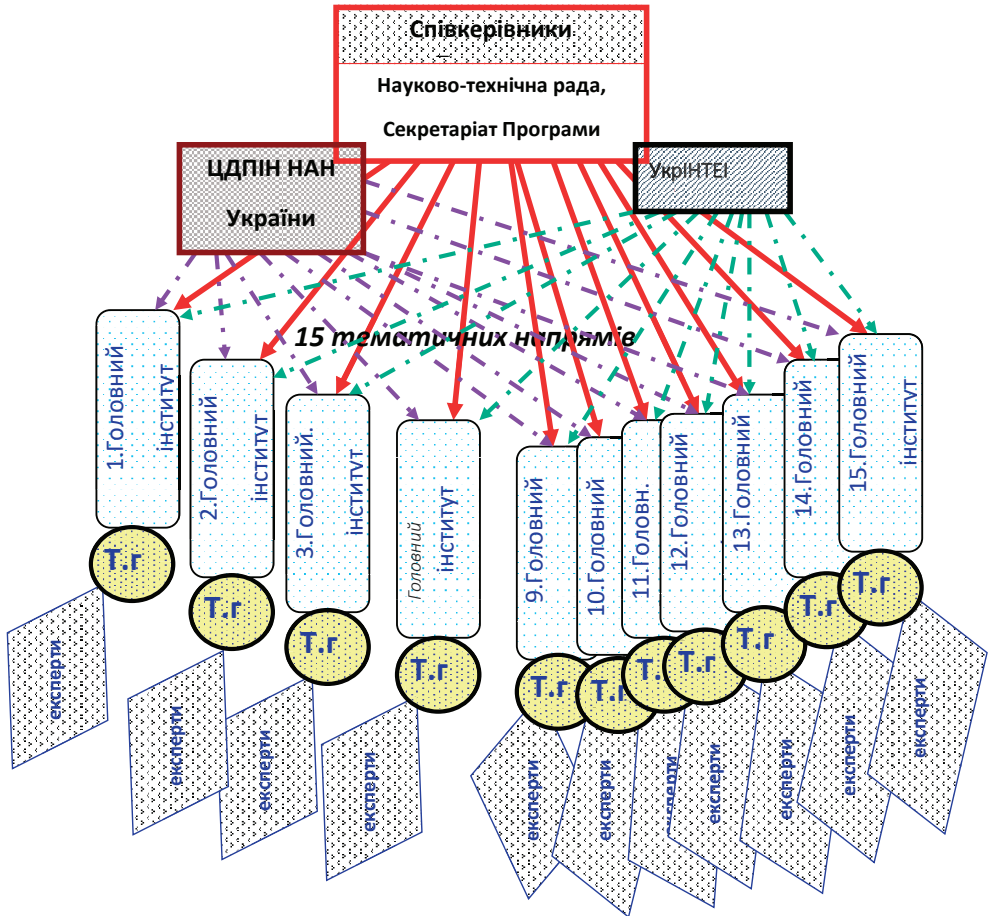 Співкерівники
–
Науково-технічна рада,
Секретаріат Програми
ЦДПІН НАН
України
УкрІНТЕІ
15 тематичних напрямів
1.Головний
інститут
2.Головний
інститут
3.Головний.
інститут
Головний
інститут
9.Головний
10.Головний
11.Головн.
12.Головний
13.Головний
14.Головний
15.Головний
інститут
Т.г
Т.г
Т.г
Т.г
Т.г
Т.г
Т.г
Т.г
Т.г
Т.г
Т.г
експерти
експерти
експерти
експерти
експерти
експерти
експерти
експерти
експерти
експерти
експерти